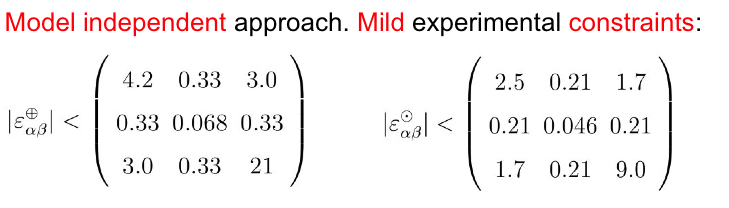 Model independent approach. Mild experimental constraints:
|ε⊕αβ| < ( 4.2 0.33 3.0
0.33 0.068 0.33
3.0 0.33 21 )
|ε⊙αβ| < ( 2.5 0.21 1.7
0.21 0.046 0.21
1.7 0.21 9.0 )